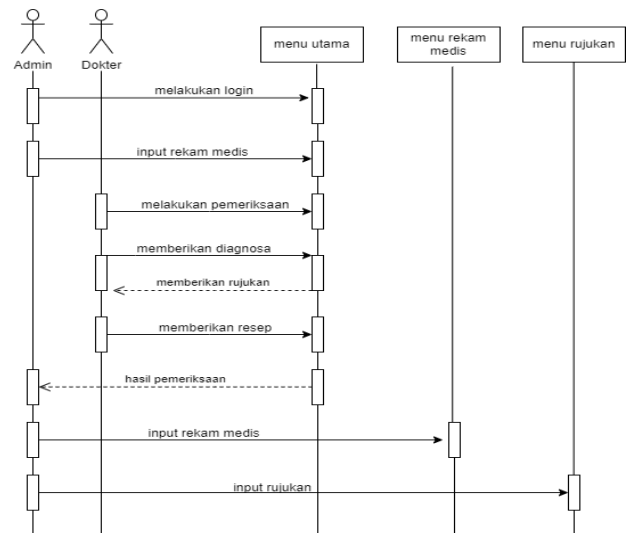 Admin
Dokter
menu utama
menu rekam
medis
menu rujukan
melakukan login
input rekam medis
melakukan pemeriksaan
memberikan diagnosa
memberikan rujukan
memberikan resep
hasil pemeriksaan
input rekam medis
input rujukan